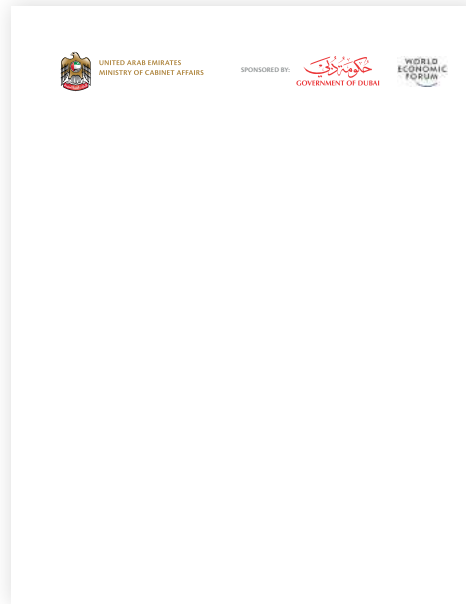 UNITED ARAB EMIRATES
MINISTRY OF CABINET AFFAIRS
SPONSORED BY:
حكومة دبي
GOVERNMENT OF DUBAI
WORLD
ECONOMIC
FORUM